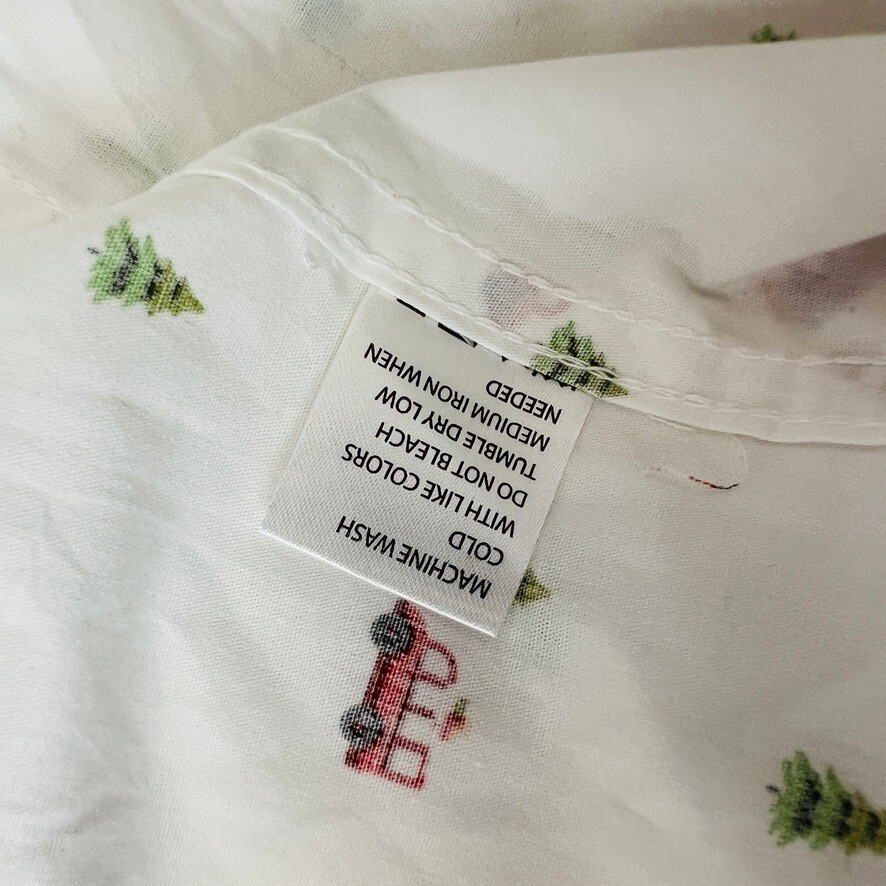 MACHINE WASH
COLD
WITH LIKE COLORS
DO NOT BLEACH
TUMBLE DRY LOW
MEDIUM IRON WHEN
NEEDED